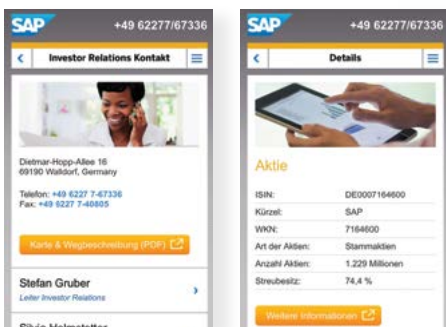 SAP +49 62277/67336
Investor Relations Kontakt
Dietmar-Hopp-Allee 16
69190 Walldorf, Germany
Telefon: +49 6227 7-67336
Fax: +49 6227 7-40805
Karte & Wegbeschreibung (PDF)
Stefan Gruber
Leiter Investor Relations
SAP +49 62277/67336
Details
Aktie
ISIN: DE0007164600
Kürzel: SAP
WKN: 7164600
Art der Aktien: Stammaktien
Anzahl Aktien: 1.229 Millionen
Streubesitz: 74,4 %
Weitere Informationen